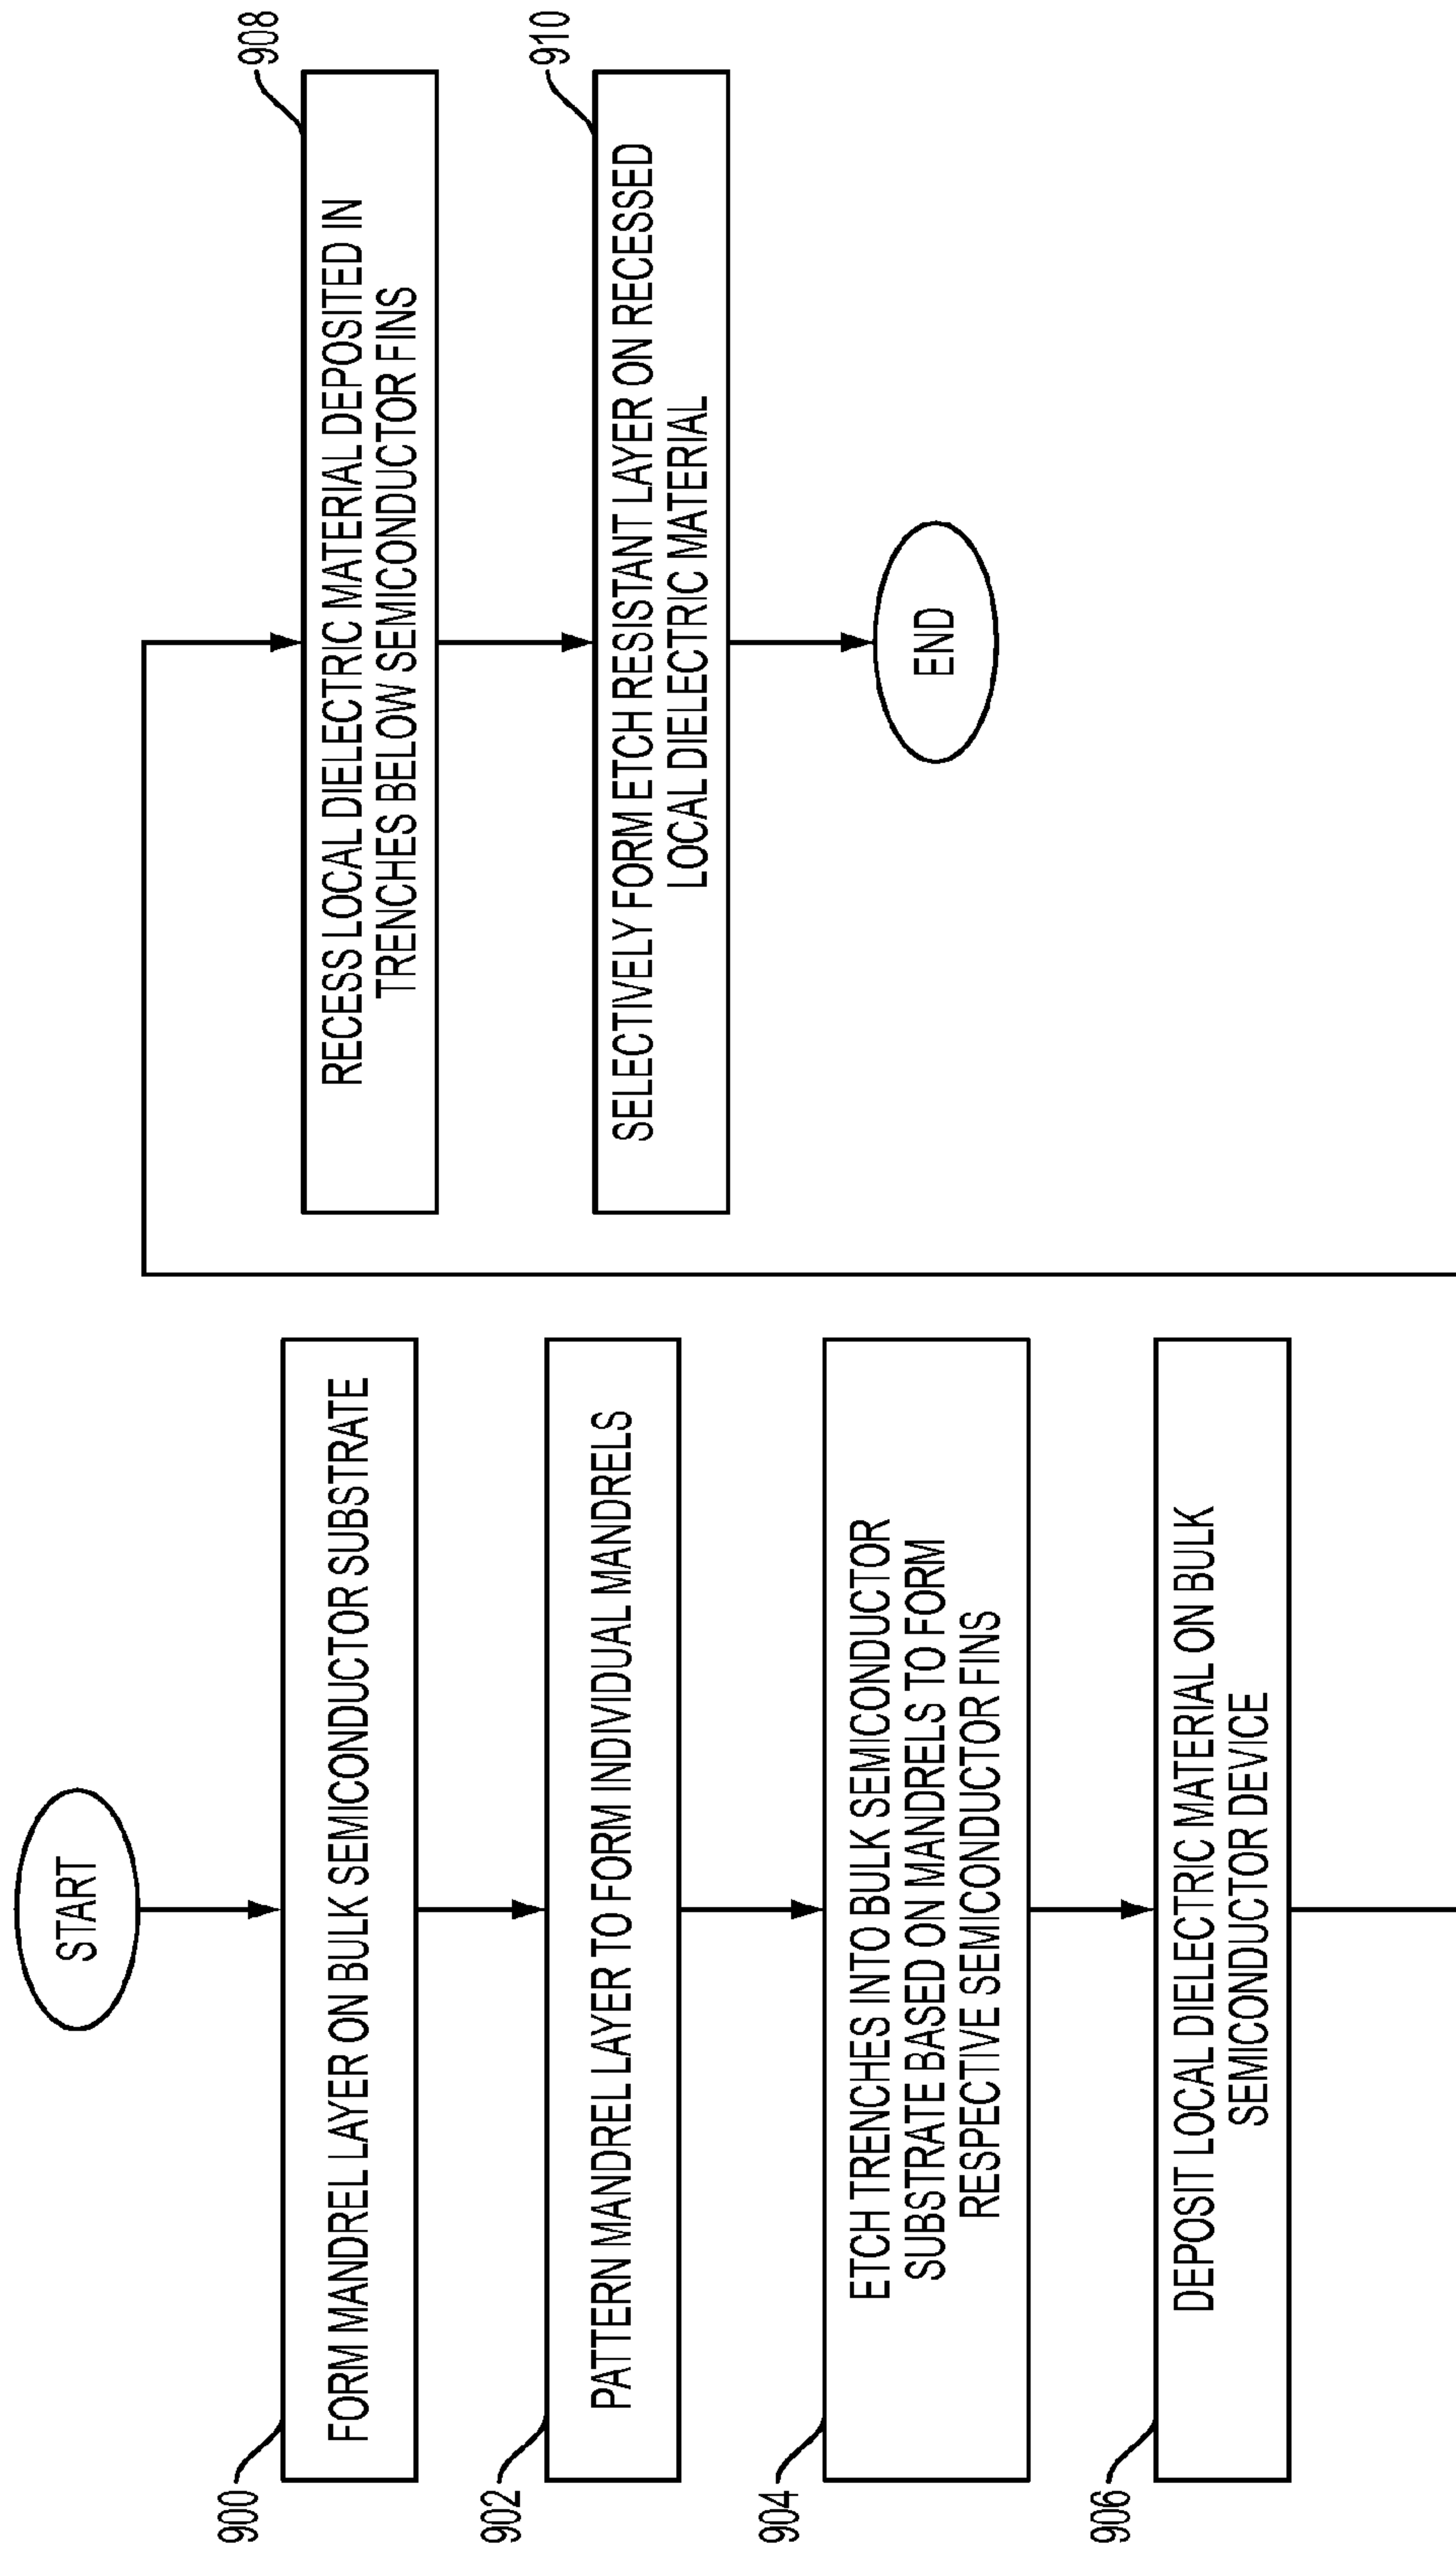 START
900
FORM MANDREL LAYER ON BULK SEMICONDUCTOR SUBSTRATE
902
PATTERN MANDREL LAYER TO FORM INDIVIDUAL MANDRELS
904
ETCH TRENCHES INTO BULK SEMICONDUCTOR
SUBSTRATE BASED ON MANDRELS TO FORM
RESPECTIVE SEMICONDUCTOR FINS
906
DEPOSIT LOCAL DIELECTRIC MATERIAL ON BULK
SEMICONDUCTOR DEVICE
908
RECESS LOCAL DIELECTRIC MATERIAL DEPOSITED IN
TRENCHES BELOW SEMICONDUCTOR FINS
910
SELECTIVELY FORM ETCH RESISTANT LAYER ON RECESSED
LOCAL DIELECTRIC MATERIAL
END